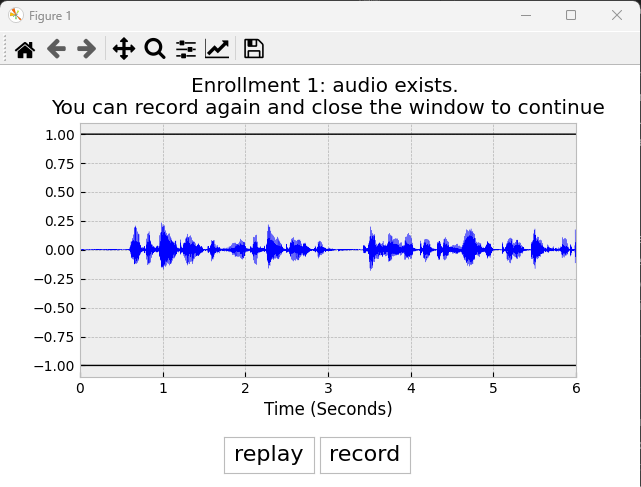 Figure 1
Enrollment 1: audio exists.
You can record again and close the window to continue
1.00
0.75
0.50
0.25
0.00
−0.25
−0.50
−0.75
−1.00
0 1 2 3 4 5 6
Time (Seconds)
replay record